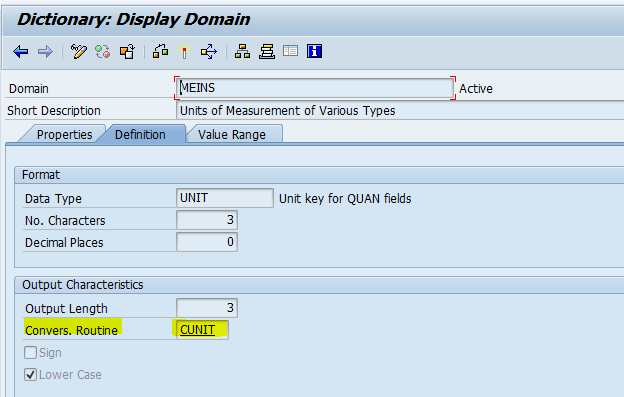 Dictionary: Display Domain
Domain MEINS Active
Short Description Units of Measurement of Various Types
Properties Definition Value Range
Format
Data Type UNIT Unit key for QUAN fields
No. Characters 3
Decimal Places 0
Output Characteristics
Output Length 3
Convers. Routine CUNIT
Sign
Lower Case